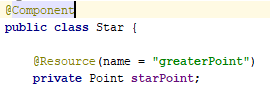 @Component
public class Star {
@Resource(name = "greaterPoint")
private Point starPoint;